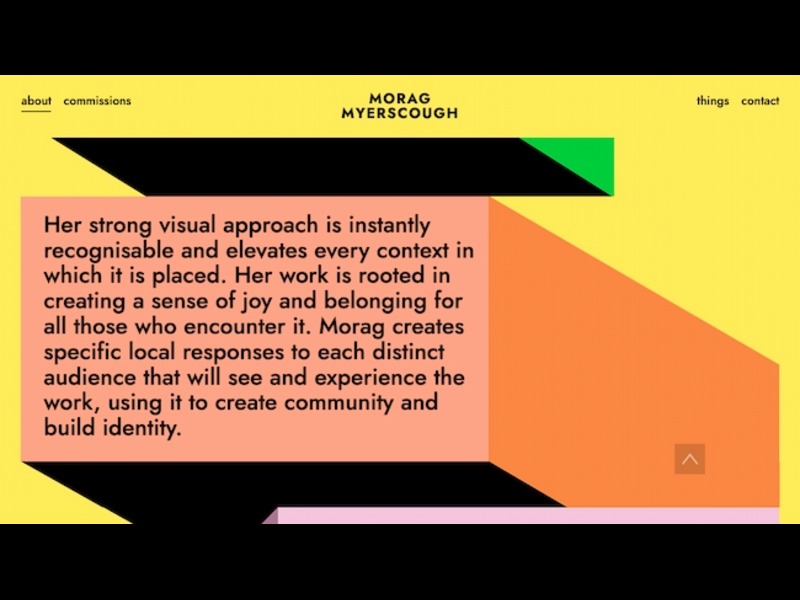 about commissions
MORAG
MYERSCOUGH
things contact
Her strong visual approach is instantly
recognisable and elevates every context in
which it is placed. Her work is rooted in
creating a sense of joy and belonging for
all those who encounter it. Morag creates
specific local responses to each distinct
audience that will see and experience the
work, using it to create community and
build identity.